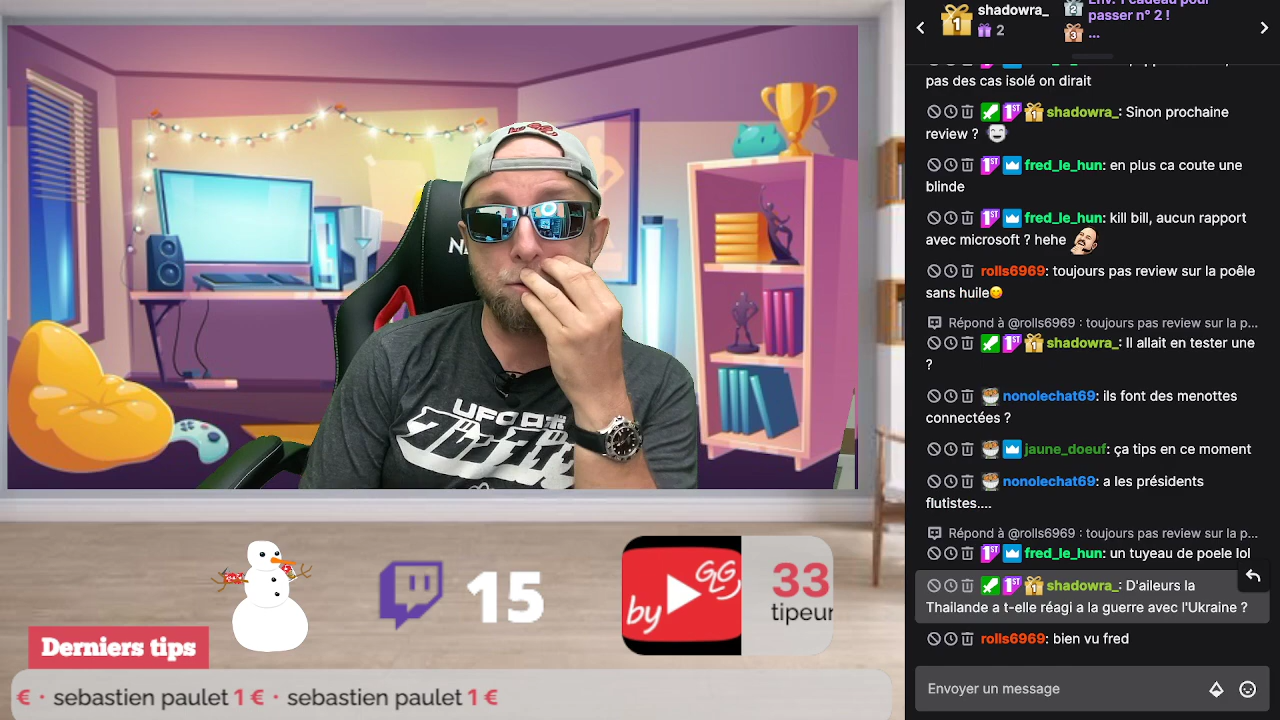 shadowra_
2
1
2
Env. 1 cadeau pour
passer n° 2 !
3
...
pas des cas isolé on dirait
shadowra_: Sinon prochaine
review ?
fred_le_hun: en plus ca coute une
blinde
fred_le_hun: kill bill, aucun rapport
avec microsoft ? hehe
rolls6969: toujours pas review sur la poêle
sans huile
Répond à @rolls6969 : toujours pas review sur la p...
shadowra_: Il allait en tester une
?
nonolechat69: ils font des menottes
connectées ?
jaune_doeuf: ça tips en ce moment
nonolechat69: a les présidents
flutistes....
Répond à @rolls6969 : toujours pas review sur la p...
fred_le_hun: un tuyeau de poele lol
shadowra_: D'aileurs la
Thailande a t-elle réagi a la guerre avec l'Ukraine ?
rolls6969: bien vu fred
Envoyer un message
15
by GG
33
tipeur
Derniers tips
€ · sebastien paulet 1 € · sebastien paulet 1 €